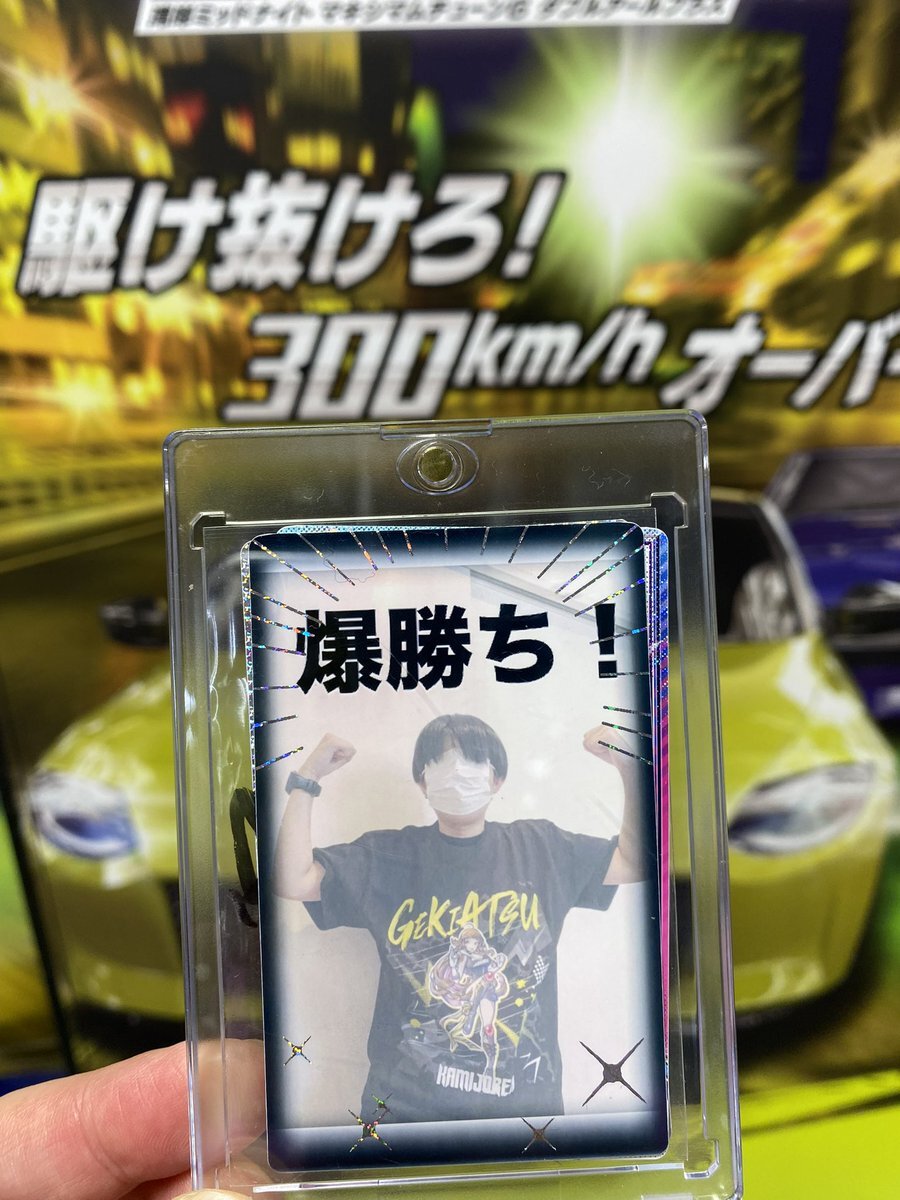 湾岸ミッドナイト マキシマムチューン6 ダブルアールプラス
駆け抜けろ!
300km/h オーバー
爆勝ち!
GEKIATSU
KAMIJOREI